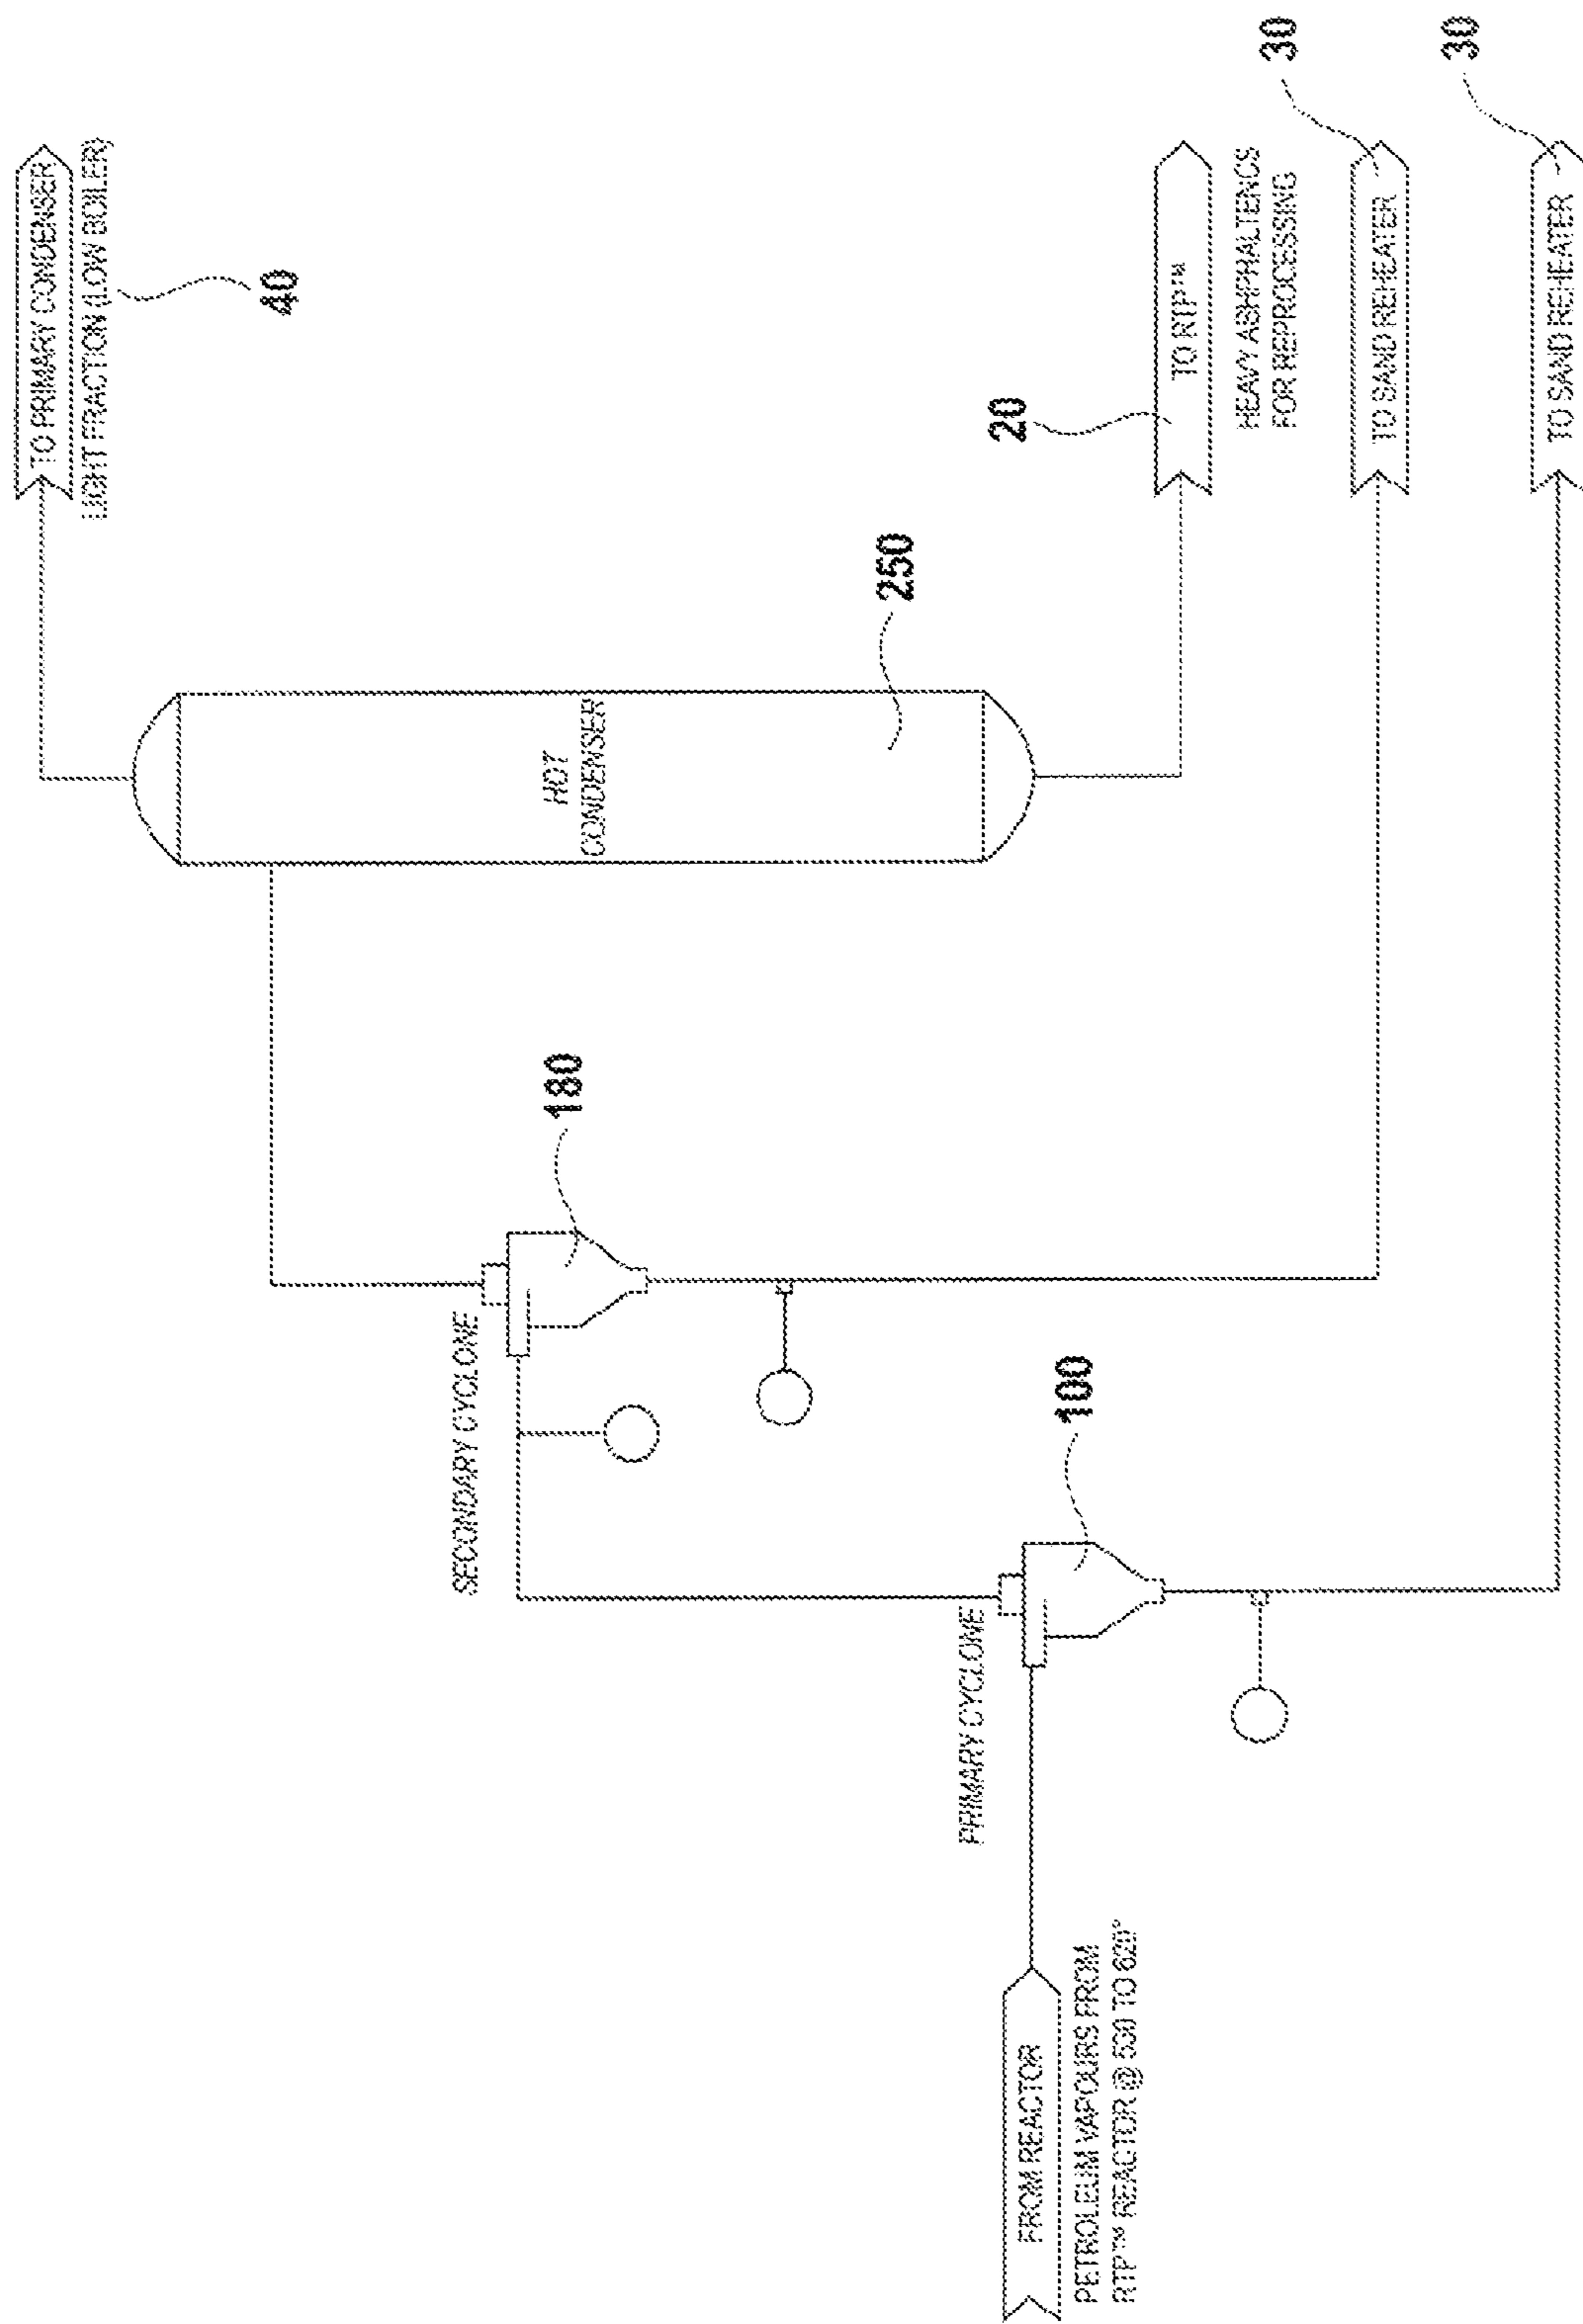 TO PRIMARY CONDENSER
LIGHT FRACTION (LOW BOILER)
40
HOT
CONDENSER
250
SECONDARY CYCLONE
180
20
TO RTP™
HEAVY ASHPHALTENCS
FOR REPROCESSING
30
TO SAND REHEATER
30
TO SAND REHEATER
PRIMARY CYCLONE
100
FROM REACTOR
PETROLEUM VAPOURS FROM
RTP™ REACTOR @ 530 TO 620°